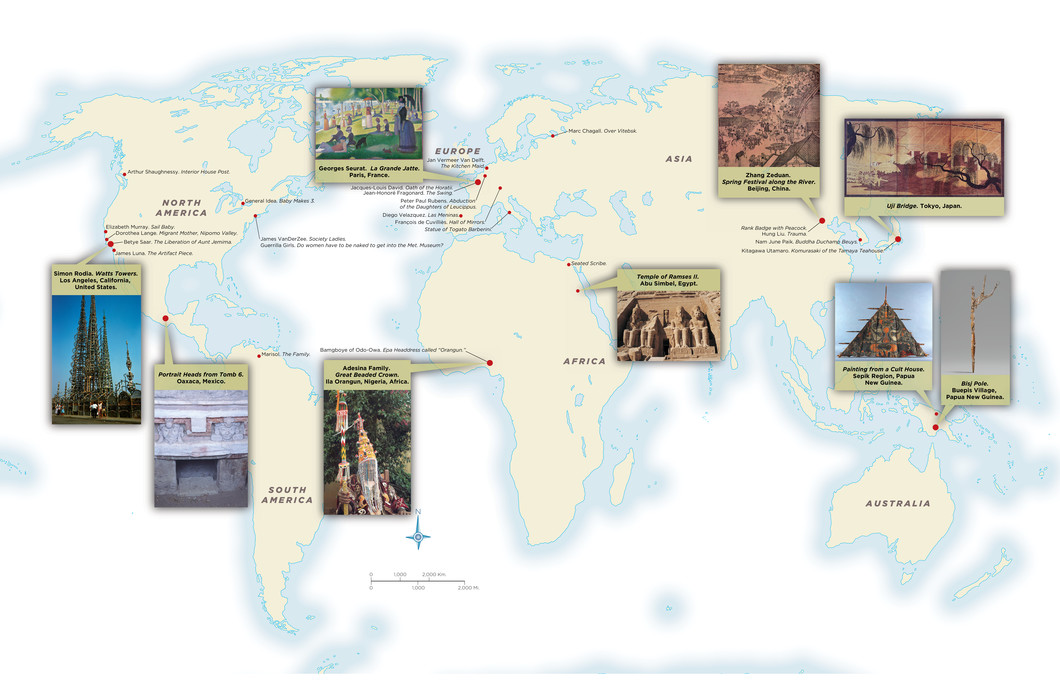 Marc Chagall. Over Vitebsk.
EUROPE
ASIA
Jan Vermeer Van Delft.
The Kitchen Maid.
Georges Seurat. La Grande Jatte.
Paris, France.
Jacques-Louis David. Oath of the Horatii.
Jean-Honoré Fragonard. The Swing.
Peter Paul Rubens. Abduction
of the Daughters of Leucippus.
Diego Velazquez. Las Meninas.
François de Cuvilliés. Hall of Mirrors.
Statue of Togato Barberini.
Arthur Shaughnessy. Interior House Post.
NORTH
AMERICA
General Idea. Baby Makes 3.
Elizabeth Murray. Sail Baby.
Dorothea Lange. Migrant Mother, Nipomo Valley.
Betye Saar. The Liberation of Aunt Jemima.
James Luna. The Artifact Piece.
James VanDerZee. Society Ladies.
Guerrilla Girls. Do women have to be naked to get into the Met. Museum?
Zhang Zeduan.
Spring Festival along the River.
Beijing, China.
Uji Bridge. Tokyo, Japan.
Rank Badge with Peacock.
Hung Liu. Trauma.
Nam June Paik. Buddha Duchamp Beuys.
Kitagawa Utamaro. Komurasaki of the Tamaya Teahouse.
Simon Rodia. Watts Towers.
Los Angeles, California,
United States.
Seated Scribe.
Temple of Ramses II.
Abu Simbel, Egypt.
Marisol. The Family.
Bamgboye of Odo-Owa. Epa Headdress called "Orangun."
AFRICA
Portrait Heads from Tomb 6.
Oaxaca, Mexico.
Adesina Family.
Great Beaded Crown.
Ila Orangun, Nigeria, Africa.
Painting from a Cult House.
Sepik Region, Papua
New Guinea.
Bisj Pole.
Buepis Village,
Papua New Guinea.
SOUTH
AMERICA
AUSTRALIA
N
0 1,000 2,000 Km.
0 1,000 2,000 Mi.